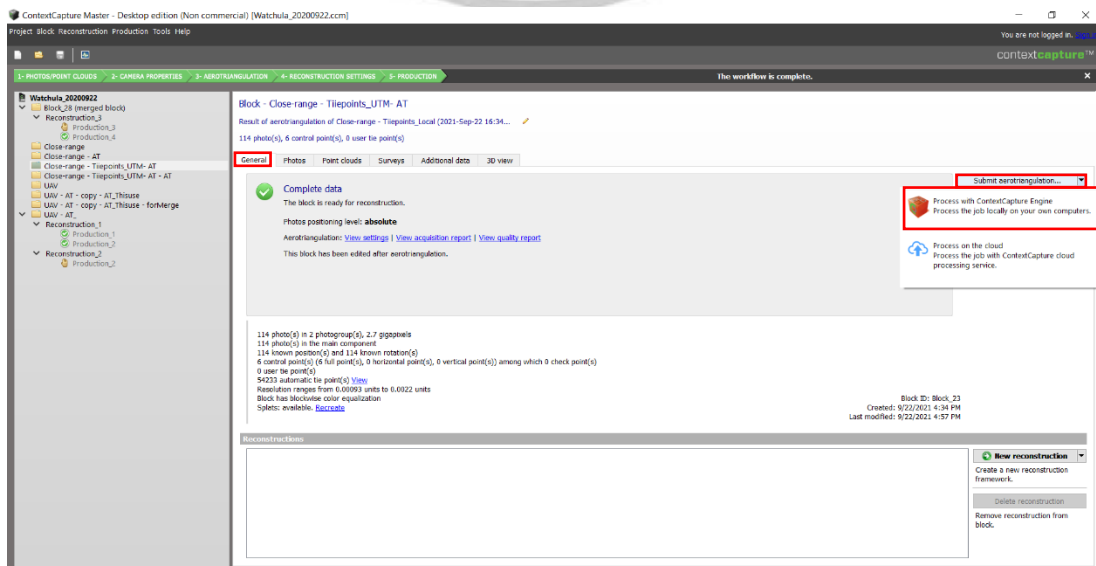 ContextCapture Master - Desktop edition (Non commercial) [Watchula_20200922.ccm]
Project Block Reconstruction Production Tools Help
You are not logged in.
contextcapture™
1- PHOTOS/POINT CLOUDS 2- CAMERA PROPERTIES 3- AEROTRIANGULATION 4- RECONSTRUCTION SETTINGS 5- PRODUCTION
The workflow is complete.
Watchula_20200922
Block_28 (merged block)
Reconstruction_3
Production_3
Production_4
Close-range
Close-range - AT
Close-range - Tiiepoints_UTM- AT
Close-range - Tiiepoints_UTM- AT - AT
UAV
UAV - AT - copy - AT_Thisuse
UAV - AT - copy - AT_Thisuse - forMerge
UAV - AT_
Reconstruction_1
Production_1
Production_2
Reconstruction_2
Production_2
Block - Close-range - Tiiepoints_UTM- AT
Result of aerotriangulation of Close-range - Tiiepoints_Local (2021-Sep-22 16:34...
114 photo(s), 6 control point(s), 0 user tie point(s)
General Photos Point clouds Surveys Additional data 3D view
Complete data
The block is ready for reconstruction.
Photos positioning level: absolute
Aerotriangulation: View settings | View acquisition report | View quality report
This block has been edited after aerotriangulation.
Submit aerotriangulation...
Process with ContextCapture Engine
Process the job locally on your own computers.
Process on the cloud
Process the job with ContextCapture cloud
processing service.
114 photo(s) in 2 photogroup(s), 2.7 gigapixels
114 photo(s) in the main component
114 known position(s) and 114 known rotation(s)
6 control point(s) (6 full point(s), 0 horizontal point(s), 0 vertical point(s)) among which 0 check point(s)
0 user tie point(s)
54233 automatic tie point(s) View
Resolution ranges from 0.00093 units to 0.0022 units
Block has blockwise color equalization
Splats: available. Recreate
Block ID: Block_23
Created: 9/22/2021 4:34 PM
Last modified: 9/22/2021 4:57 PM
Reconstructions
New reconstruction
Create a new reconstruction
framework.
Delete reconstruction
Remove reconstruction from
block.